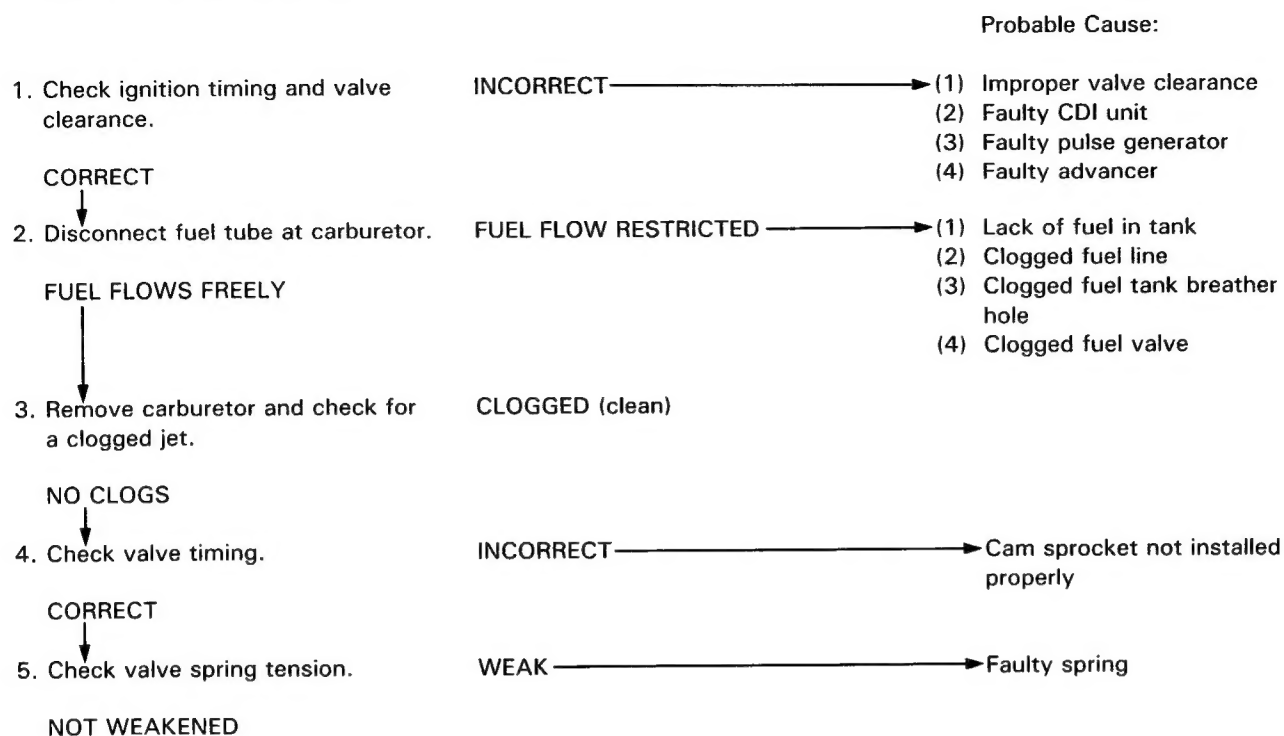 Probable Cause:
1. Check ignition timing and valve
clearance.
INCORRECT
(1) Improper valve clearance
(2) Faulty CDI unit
(3) Faulty pulse generator
(4) Faulty advancer
CORRECT
2. Disconnect fuel tube at carburetor.
FUEL FLOW RESTRICTED
(1) Lack of fuel in tank
(2) Clogged fuel line
(3) Clogged fuel tank breather
hole
(4) Clogged fuel valve
FUEL FLOWS FREELY
3. Remove carburetor and check for
a clogged jet.
CLOGGED (clean)
NO CLOGS
4. Check valve timing.
INCORRECT
Cam sprocket not installed
properly
CORRECT
5. Check valve spring tension.
WEAK
Faulty spring
NOT WEAKENED